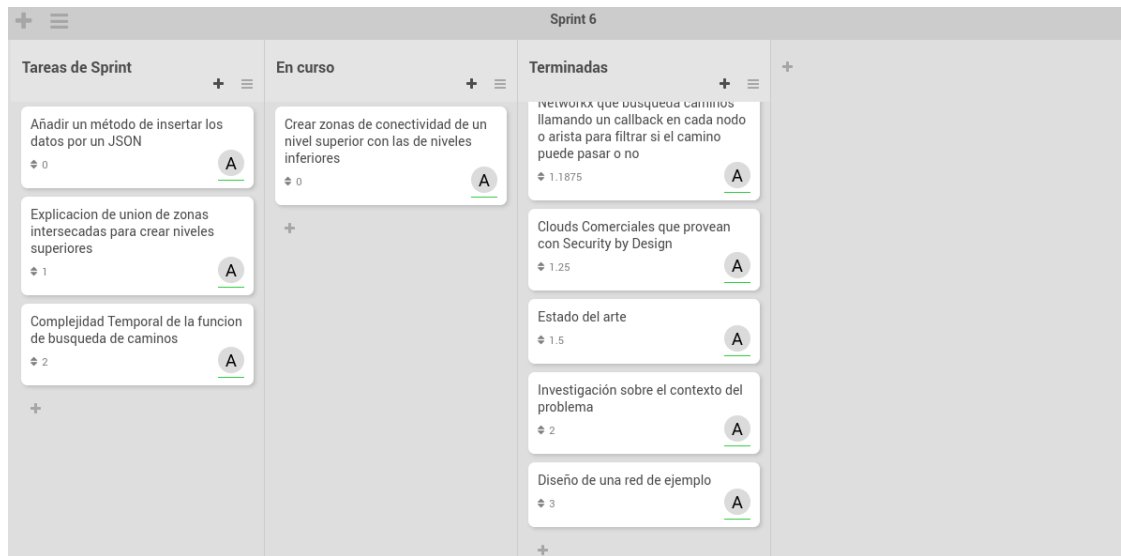 Sprint 6
Tareas de Sprint
Añadir un método de insertar los
datos por un JSON
0
A
Explicacion de union de zonas
intersecadas para crear niveles
superiores
1
A
Complejidad Temporal de la funcion
de busqueda de caminos
2
A
En curso
Crear zonas de conectividad de un
nivel superior con las de niveles
inferiores
0
A
Terminadas
Networkx que busqueda caminos
llamando un callback en cada nodo
o arista para filtrar si el camino
puede pasar o no
1.1875
A
Clouds Comerciales que provean
con Security by Design
1.25
A
Estado del arte
1.5
A
Investigación sobre el contexto del
problema
2
A
Diseño de una red de ejemplo
3
A